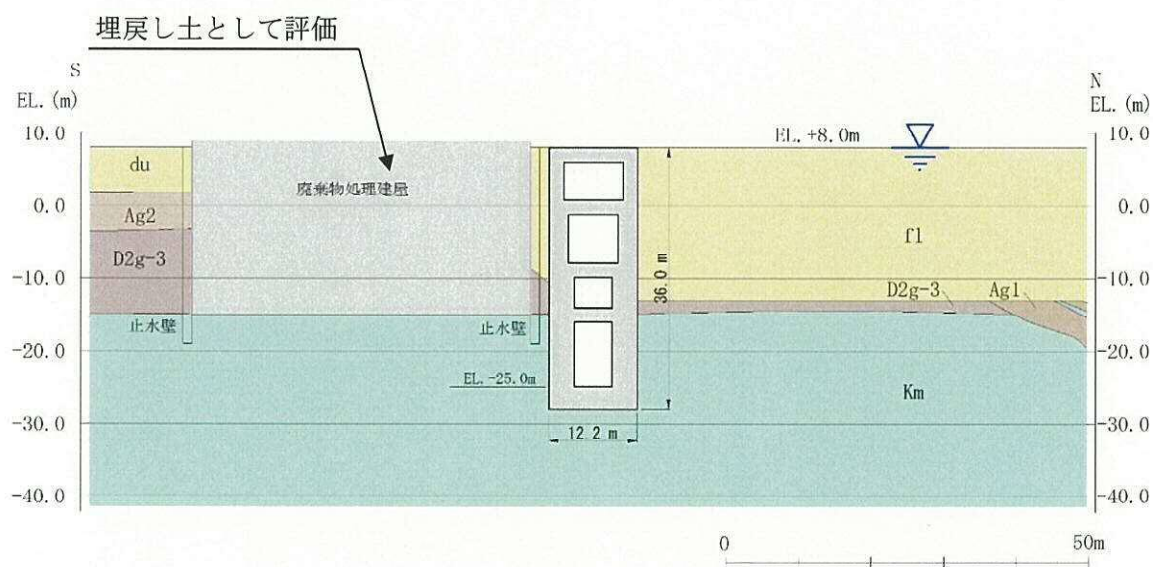 埋戻し土として評価
S
EL. (m)
N
EL. (m)
EL. +8.0m
10.0
10.0
du
廃棄物処理建屋
0.0
0.0
Ag2
f1
D2g-3
36.0 m
-10.0
-10.0
D2g-3
Ag1
止水壁
止水壁
-20.0
-20.0
EL. -25.0m
Km
-30.0
-30.0
12.2 m
-40.0
-40.0
0
50m